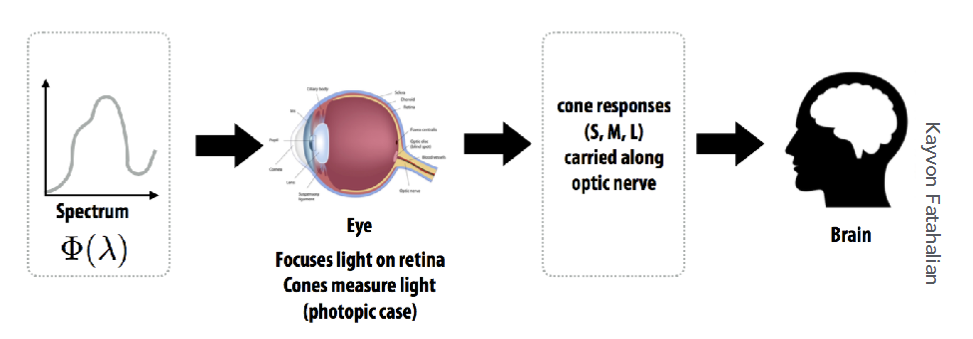 Spectrum
Φ(λ)
Ciliary body
Sclera
Choroid
Retina
Iris
Pupil
Cornea
Lens
Suspensory
ligament
Fovea centralis
Optic disc
(blind spot)
Blood vessels
Optic nerve
Eye
Focuses light on retina
Cones measure light
(photopic case)
cone responses
(S, M, L)
carried along
optic nerve
Brain
Kayvon Fatahalian